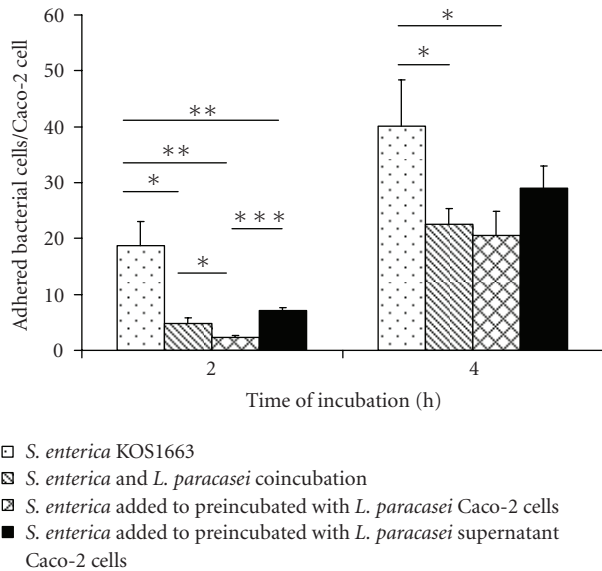 60
50
40
30
20
10
0
Adhered bacterial cells/Caco-2 cell
**
**
*
***
*
*
*
2
4
Time of incubation (h)
S. enterica KOS1663
S. enterica and L. paracasei coincubation
S. enterica added to preincubated with L. paracasei Caco-2 cells
S. enterica added to preincubated with L. paracasei supernatant
Caco-2 cells